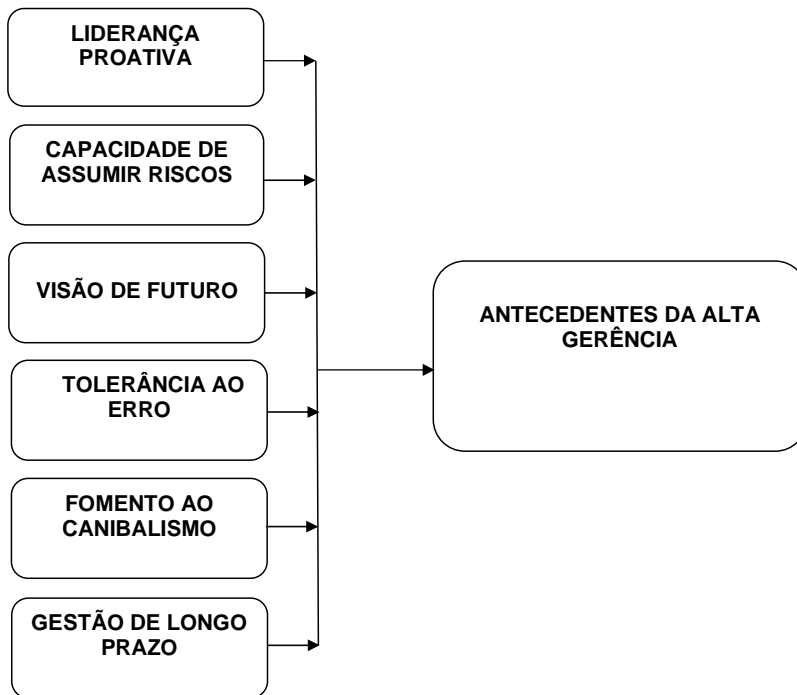 LIDERANÇA
PROATIVA
CAPACIDADE DE
ASSUMIR RISCOS
VISÃO DE FUTURO
TOLERÂNCIA AO
ERRO
FOMENTO AO
CANIBALISMO
GESTÃO DE LONGO
PRAZO
ANTECEDENTES DA ALTA
GERÊNCIA